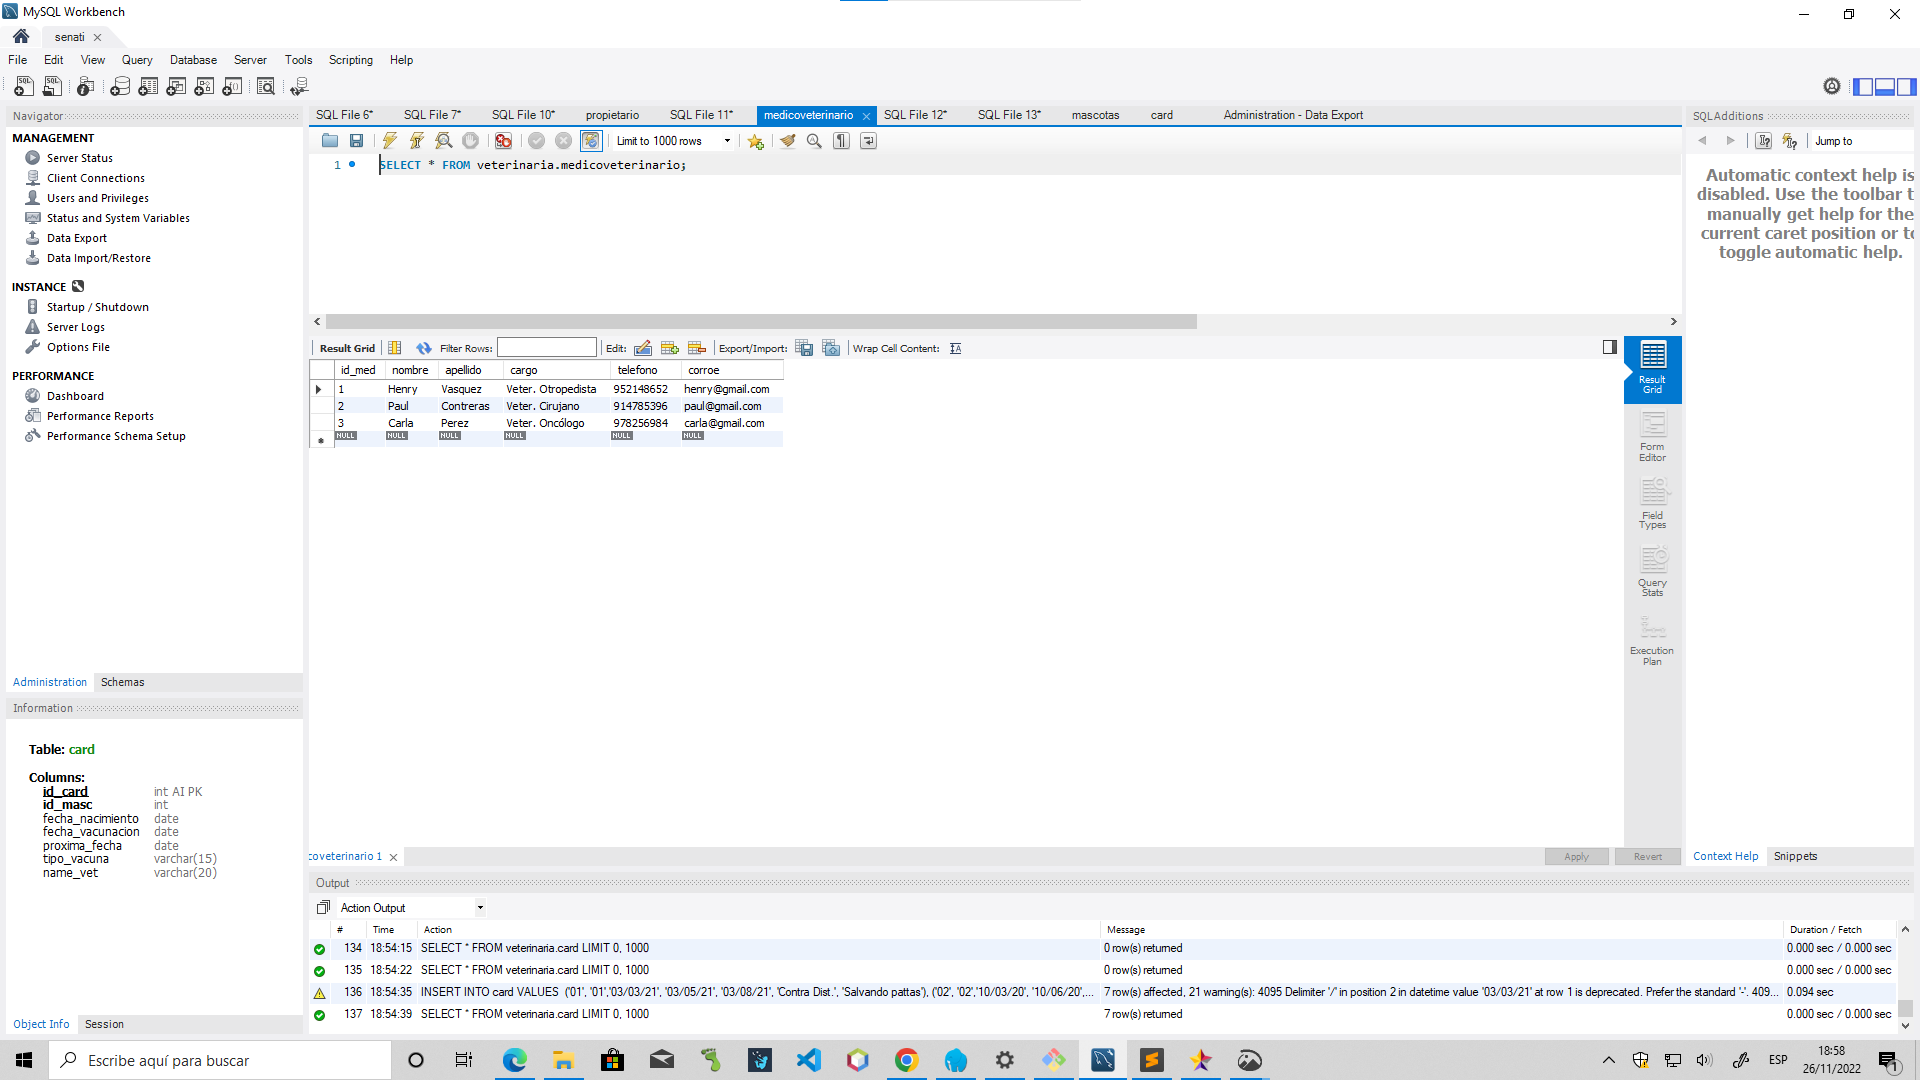 MySQL Workbench
senati
File Edit View Query Database Server Tools Scripting Help
Navigator
MANAGEMENT
Server Status
Client Connections
Users and Privileges
Status and System Variables
Data Export
Data Import/Restore
INSTANCE
Startup / Shutdown
Server Logs
Options File
PERFORMANCE
Dashboard
Performance Reports
Performance Schema Setup
Administration Schemas
Information
Table: card
Columns:
id_card int AI PK
id_masc int
fecha_nacimiento date
fecha_vacunacion date
proxima_fecha date
tipo_vacuna varchar(15)
name_vet varchar(20)
Object Info Session
SQL File 6* SQL File 7* SQL File 10* propietario SQL File 11* medicoveterinario SQL File 12* SQL File 13* mascotas card Administration - Data Export
Limit to 1000 rows
1 SELECT * FROM veterinaria.medicoveterinario;
Result Grid Filter Rows: Edit: Export/Import: Wrap Cell Content:
id_med nombre apellido cargo telefono corroe
1 Henry Vasquez Veter. Otropedista 952148652 henry@gmail.com
2 Paul Contreras Veter. Cirujano 914785396 paul@gmail.com
3 Carla Perez Veter. Oncólogo 978256984 carla@gmail.com
NULL NULL NULL NULL NULL NULL
Result Grid
Form Editor
Field Types
Query Stats
Execution Plan
coveterinario 1
Apply Revert
SQLAdditions
Jump to
Automatic context help is
disabled. Use the toolbar t
manually get help for the
current caret position or to
toggle automatic help.
Context Help Snippets
Output
Action Output
# Time Action Message Duration / Fetch
134 18:54:15 SELECT * FROM veterinaria.card LIMIT 0, 1000 0 row(s) returned 0.000 sec / 0.000 sec
135 18:54:22 SELECT * FROM veterinaria.card LIMIT 0, 1000 0 row(s) returned 0.000 sec / 0.000 sec
136 18:54:35 INSERT INTO card VALUES ('01', '01','03/03/21', '03/05/21', '03/08/21', 'Contra Dist.', 'Salvando pattas'), ('02', '02','10/03/20', '10/06/20',... 7 row(s) affected, 21 warning(s): 4095 Delimiter '/' in position 2 in datetime value '03/03/21' at row 1 is deprecated. Prefer the standard '-'. 409... 0.094 sec
137 18:54:39 SELECT * FROM veterinaria.card LIMIT 0, 1000 7 row(s) returned 0.000 sec / 0.000 sec
Escribe aquí para buscar
ESP
18:58
26/11/2022
1